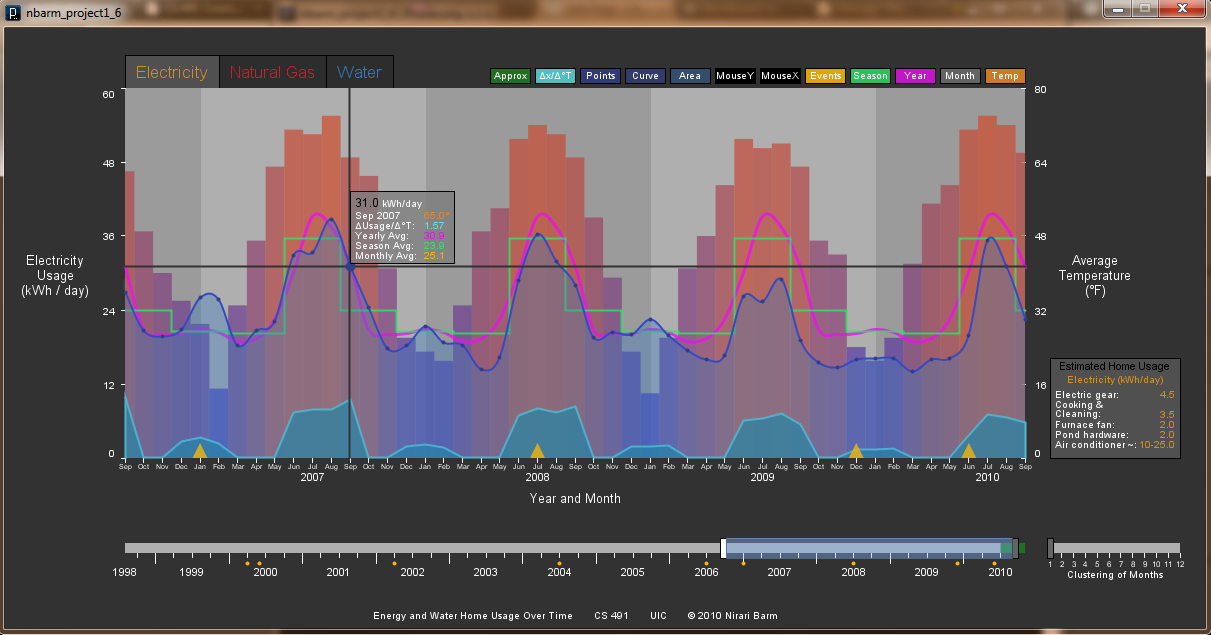 nbarm_project1_6
Electricity Natural Gas Water
Approx Δx/Δ°T Points Curve Area MouseY MouseX Events Season Year Month Temp
60
48
36
24
12
0
80
64
48
32
16
0
Electricity
Usage
(kWh / day)
Average
Temperature
(°F)
31.0 kWh/day
Sep 2007 65.0°
ΔUsage/Δ°T: 1.57
Yearly Avg: 30.9
Season Avg: 23.9
Monthly Avg: 25.1
Estimated Home Usage
Electricity (kWh/day)
Electric gear: 4.5
Cooking &
Cleaning: 3.5
Furnace fan: 2.0
Pond hardware: 2.0
Air conditioner ~: 10-25.0
Sep Oct Nov Dec Jan Feb Mar Apr May Jun Jul Aug Sep Oct Nov Dec Jan Feb Mar Apr May Jun Jul Aug Sep Oct Nov Dec Jan Feb Mar Apr May Jun Jul Aug Sep Oct Nov Dec Jan Feb Mar Apr May Jun Jul Aug Sep
2007 2008 2009 2010
Year and Month
1998 1999 2000 2001 2002 2003 2004 2005 2006 2007 2008 2009 2010
1 2 3 4 5 6 7 8 9 10 11 12
Clustering of Months
Energy and Water Home Usage Over Time CS 491 UIC © 2010 Nirari Barm